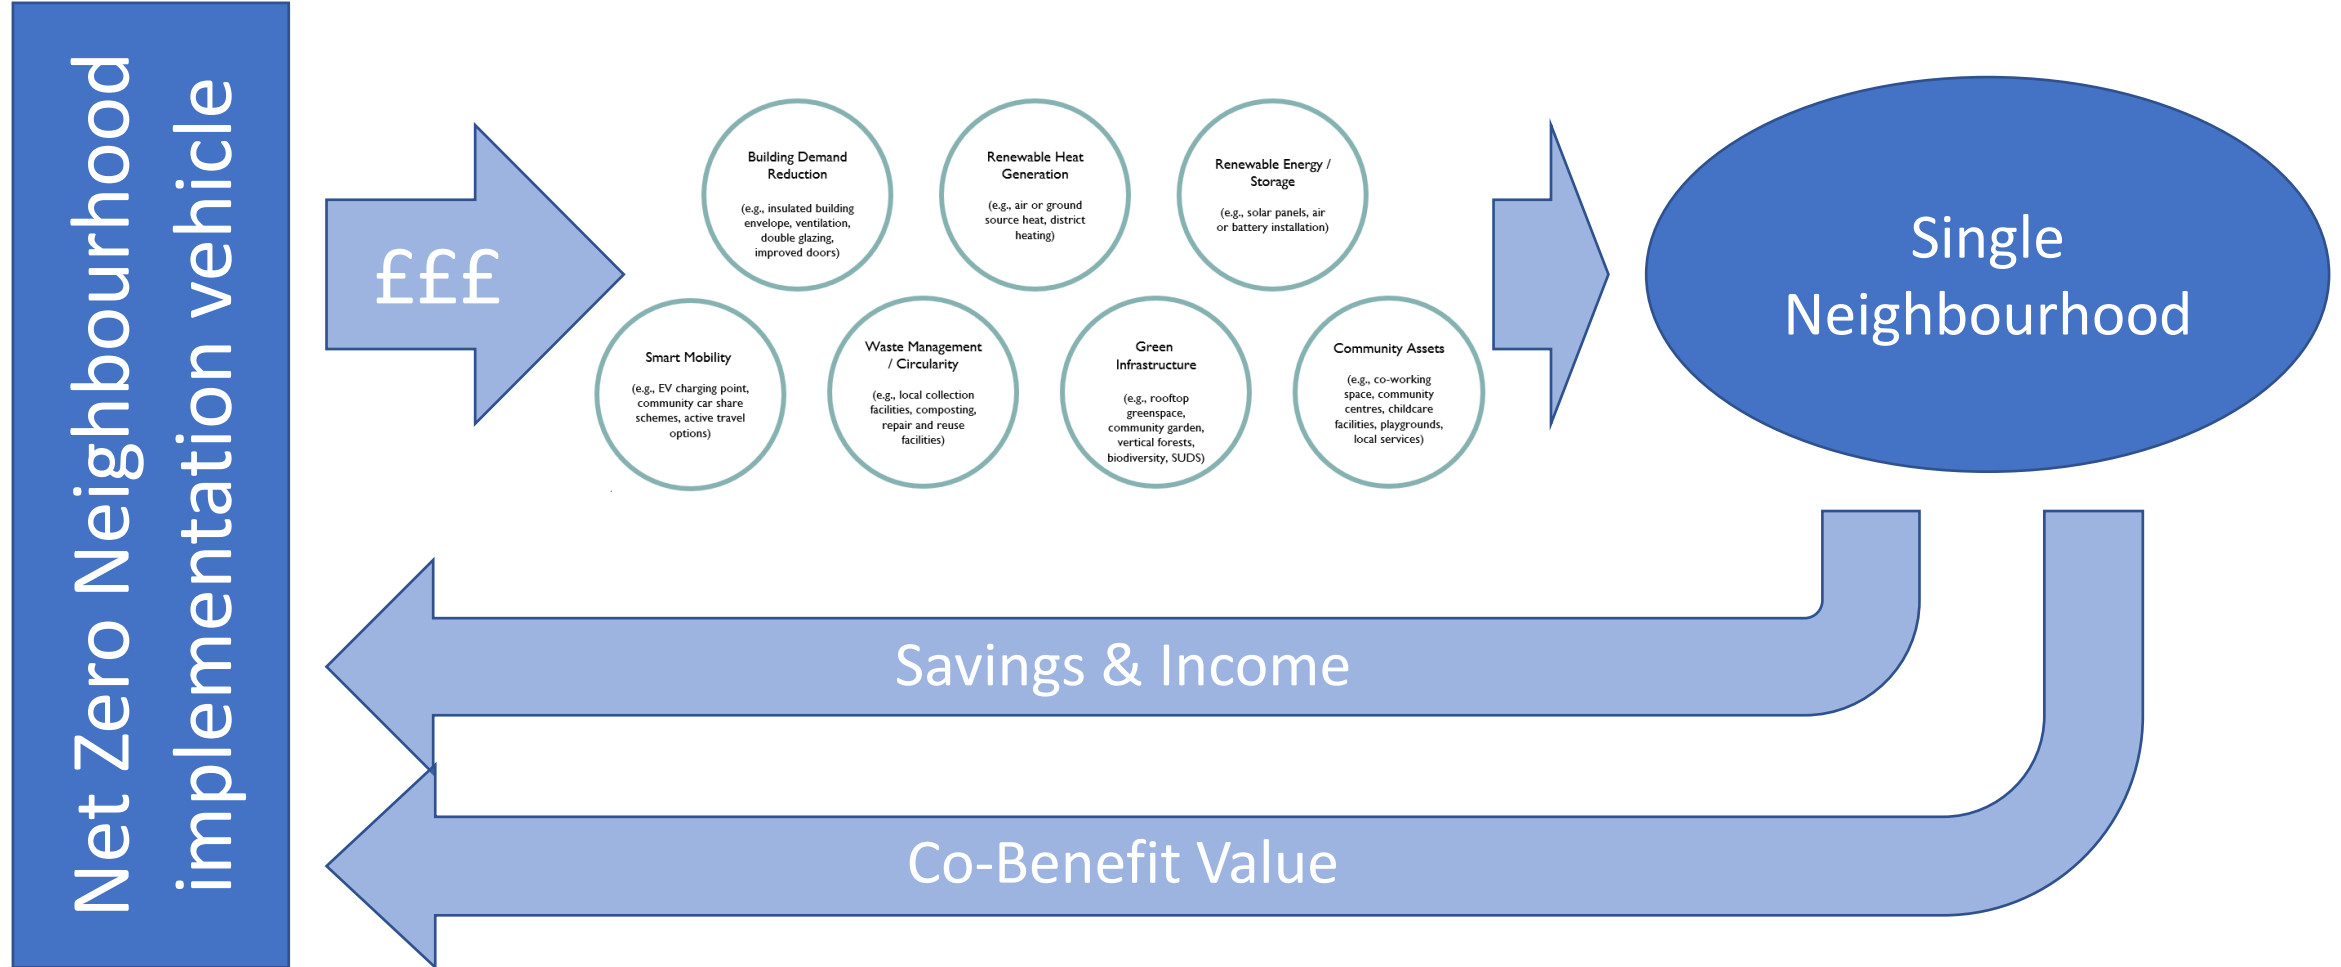 Net Zero Neighbourhood
implementation vehicle
£££
Building Demand
Reduction
(e.g., insulated building
envelope, ventilation,
double glazing,
improved doors)
Renewable Heat
Generation
(e.g., air or ground
source heat, district
heating)
Renewable Energy /
Storage
(e.g., solar panels, air
or battery installation)
Smart Mobility
(e.g., EV charging point,
community car share
schemes, active travel
options)
Waste Management
/ Circularity
(e.g., local collection
facilities, composting,
repair and reuse
facilities)
Green
Infrastructure
(e.g., rooftop
greenspace,
community garden,
vertical forests,
biodiversity, SUDS)
Community Assets
(e.g., co-working
space, community
centres, childcare
facilities, playgrounds,
local services)
Single
Neighbourhood
Savings & Income
Co-Benefit Value